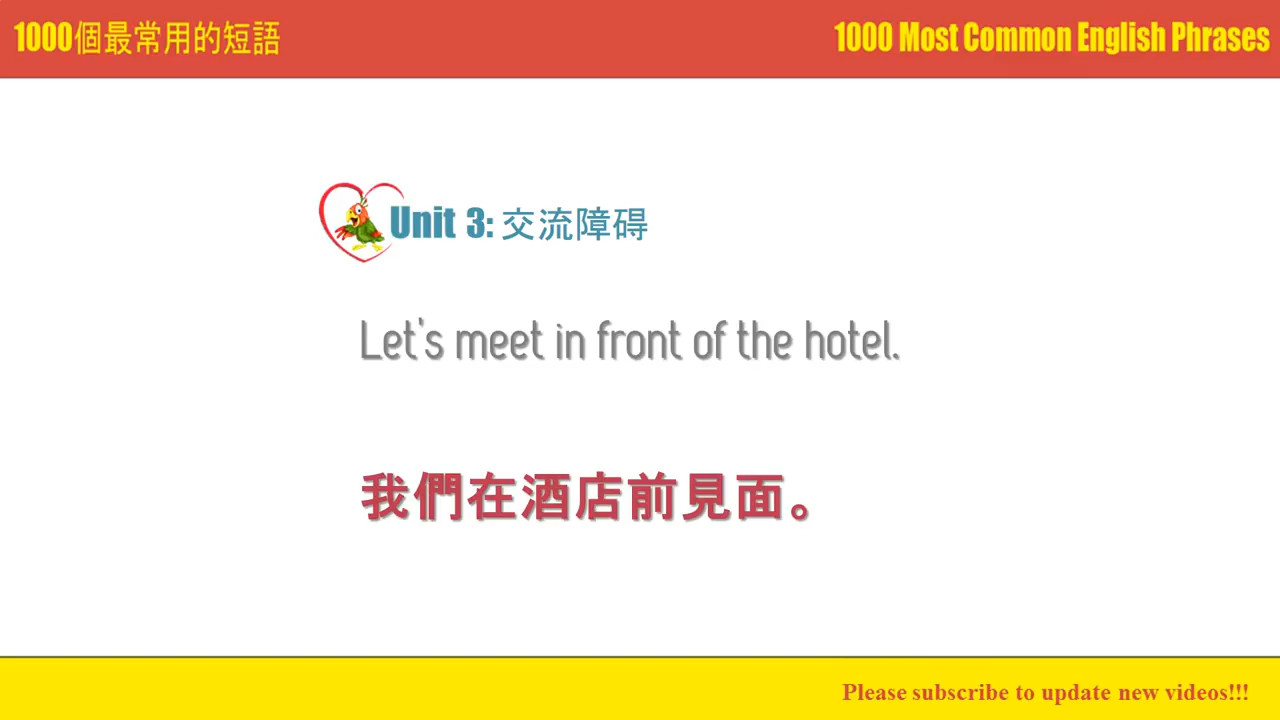 1000個最常用的短語
1000 Most Common English Phrases
Unit 3: 交流障碍
Let's meet in front of the hotel.
我們在酒店前見面。
Please subscribe to update new videos!!!